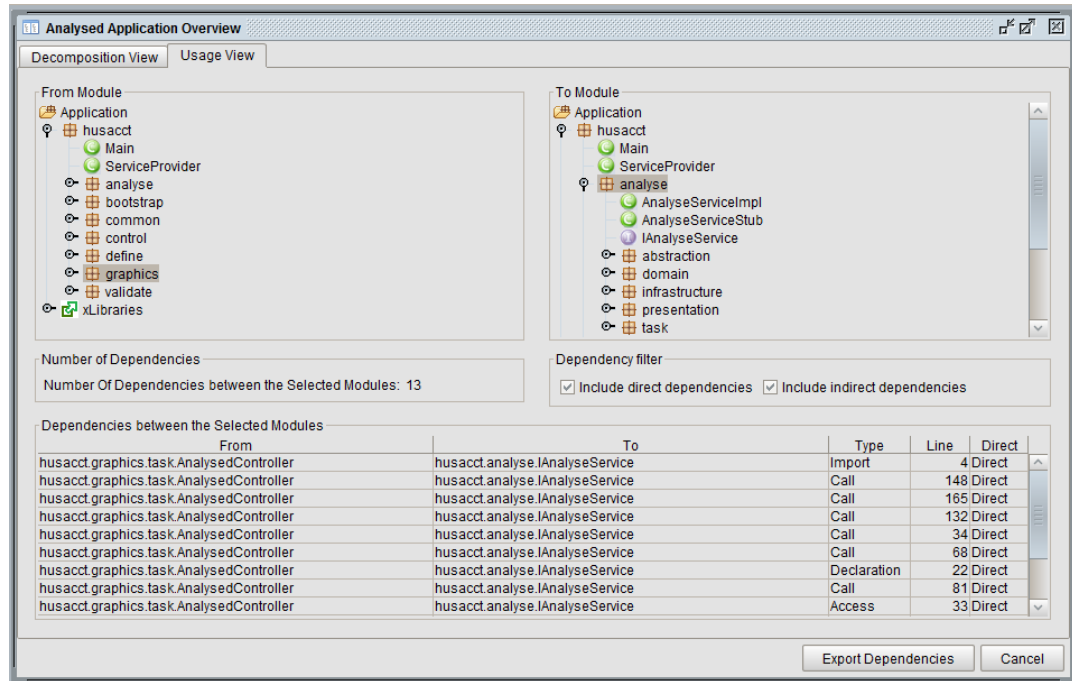 Analysed Application Overview
Decomposition View Usage View
From Module
Application
husacct
Main
ServiceProvider
analyse
bootstrap
common
control
define
graphics
validate
xLibraries
To Module
Application
husacct
Main
ServiceProvider
analyse
AnalyseServiceImpl
AnalyseServiceStub
IAnalyseService
abstraction
domain
infrastructure
presentation
task
Number of Dependencies
Number Of Dependencies between the Selected Modules: 13
Dependency filter
Include direct dependencies Include indirect dependencies
Dependencies between the Selected Modules
From To Type Line Direct
husacct.graphics.task.AnalysedController husacct.analyse.IAnalyseService Import 4 Direct
husacct.graphics.task.AnalysedController husacct.analyse.IAnalyseService Call 148 Direct
husacct.graphics.task.AnalysedController husacct.analyse.IAnalyseService Call 165 Direct
husacct.graphics.task.AnalysedController husacct.analyse.IAnalyseService Call 132 Direct
husacct.graphics.task.AnalysedController husacct.analyse.IAnalyseService Call 34 Direct
husacct.graphics.task.AnalysedController husacct.analyse.IAnalyseService Call 68 Direct
husacct.graphics.task.AnalysedController husacct.analyse.IAnalyseService Declaration 22 Direct
husacct.graphics.task.AnalysedController husacct.analyse.IAnalyseService Call 81 Direct
husacct.graphics.task.AnalysedController husacct.analyse.IAnalyseService Access 33 Direct
Export Dependencies Cancel